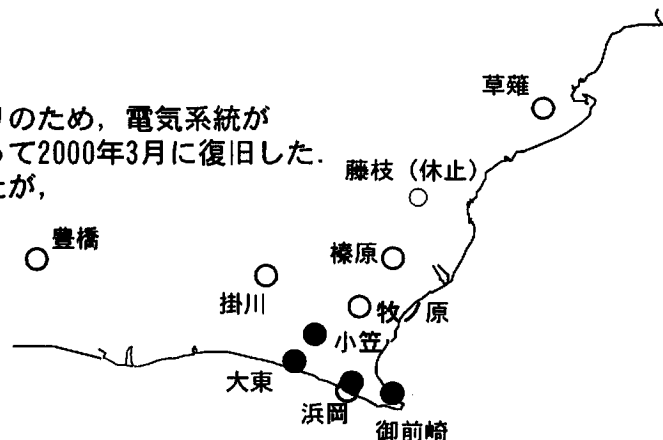 草薙
りのため，電気系統が
って2000年3月に復旧した．
たが，
藤枝（休止）
豊橋
榛原
掛川
牧ノ原
小笠
大東
浜岡
御前崎